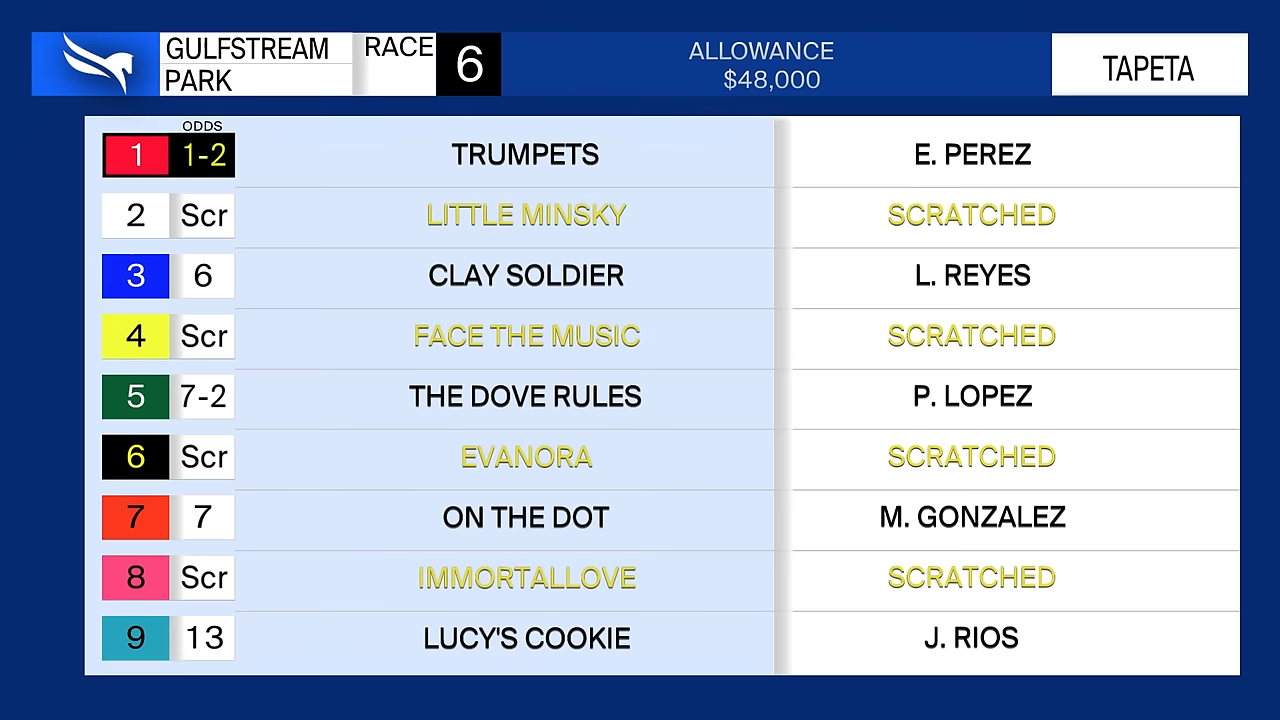 GULFSTREAM
PARK
RACE
6
ALLOWANCE
$48,000
TAPETA
ODDS
1 1-2 TRUMPETS E. PEREZ
2 Scr LITTLE MINSKY SCRATCHED
3 6 CLAY SOLDIER L. REYES
4 Scr FACE THE MUSIC SCRATCHED
5 7-2 THE DOVE RULES P. LOPEZ
6 Scr EVANORA SCRATCHED
7 7 ON THE DOT M. GONZALEZ
8 Scr IMMORTALLOVE SCRATCHED
9 13 LUCY'S COOKIE J. RIOS